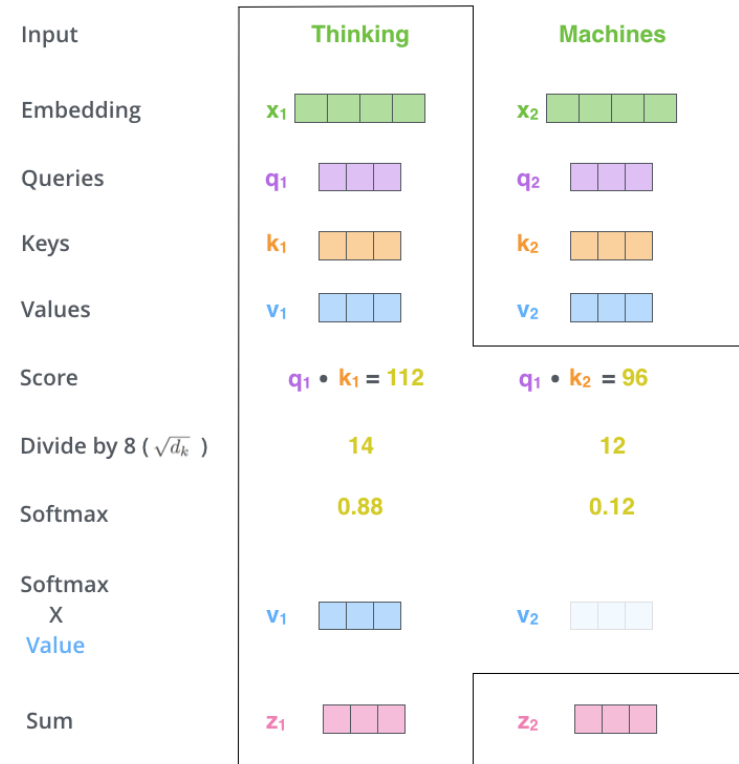 Input Thinking Machines
Embedding x₁ x₂
Queries q₁ q₂
Keys k₁ k₂
Values v₁ v₂
Score q₁ • k₁ = 112 q₁ • k₂ = 96
Divide by 8 ( √dₖ ) 14 12
Softmax 0.88 0.12
Softmax
X v₁ v₂
Value
Sum z₁ z₂